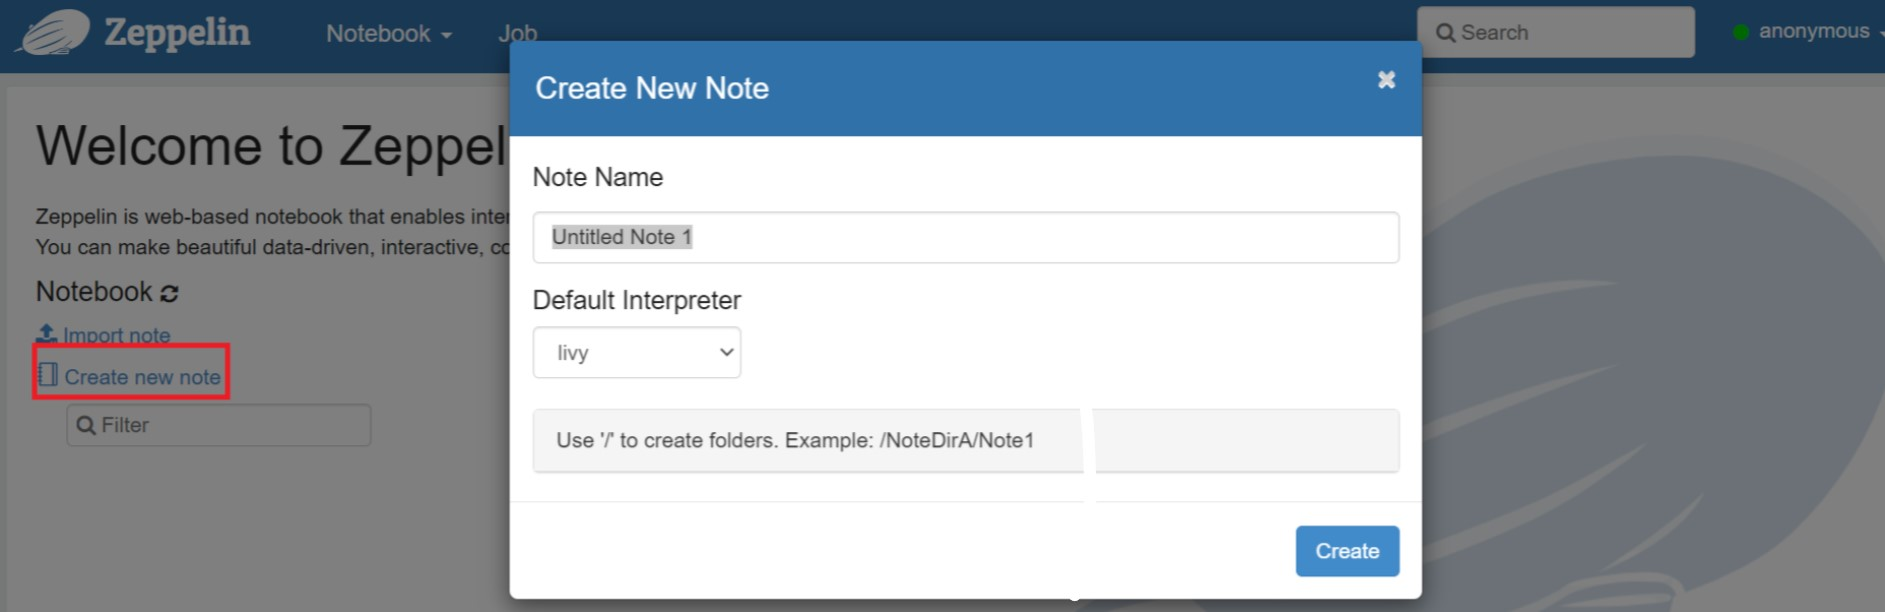 Zeppelin Notebook Job Search anonymous
Create New Note
Welcome to Zeppel
Zeppelin is web-based notebook that enables inter
You can make beautiful data-driven, interactive, co
Notebook
Import note
Create new note
Filter
Note Name
Untitled Note 1
Default Interpreter
livy
Use '/' to create folders. Example: /NoteDirA/Note1
Create